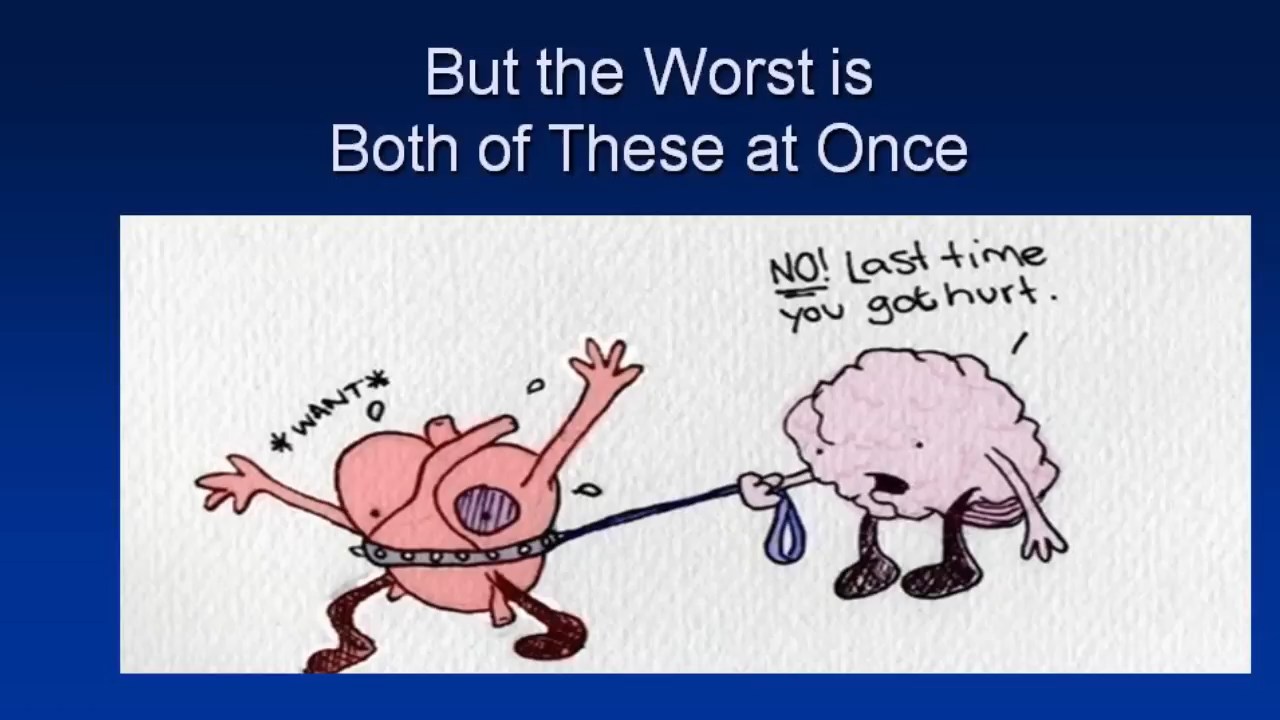 But the Worst is
Both of These at Once
NO! Last time
you got hurt.
*WANT*